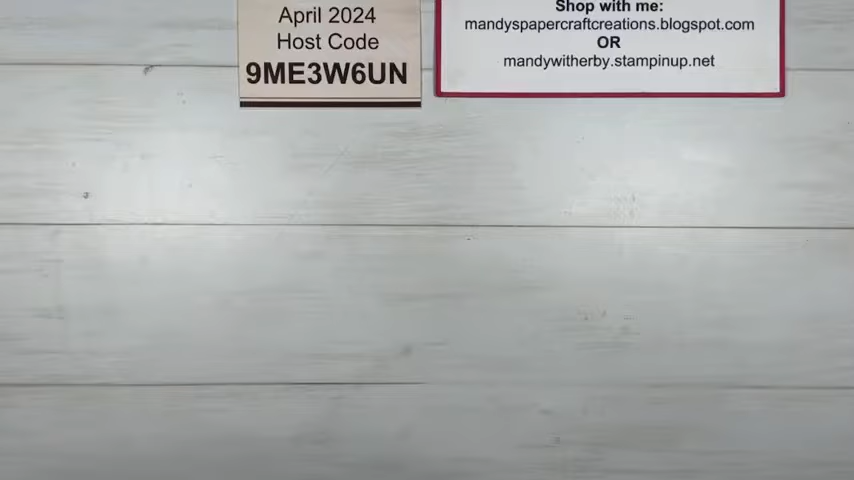 April 2024
Host Code
9ME3W6UN
Shop with me:
mandyspapercraftcreations.blogspot.com
OR
mandywitherby.stampinup.net